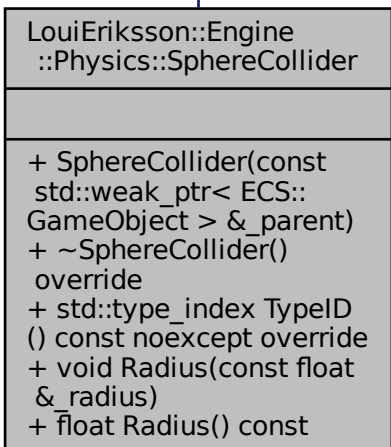 LouiEriksson::Engine
::Physics::SphereCollider
+ SphereCollider(const
std::weak_ptr< ECS::
GameObject > &_parent)
+ ~SphereCollider()
override
+ std::type_index TypeID
() const noexcept override
+ void Radius(const float
&_radius)
+ float Radius() const